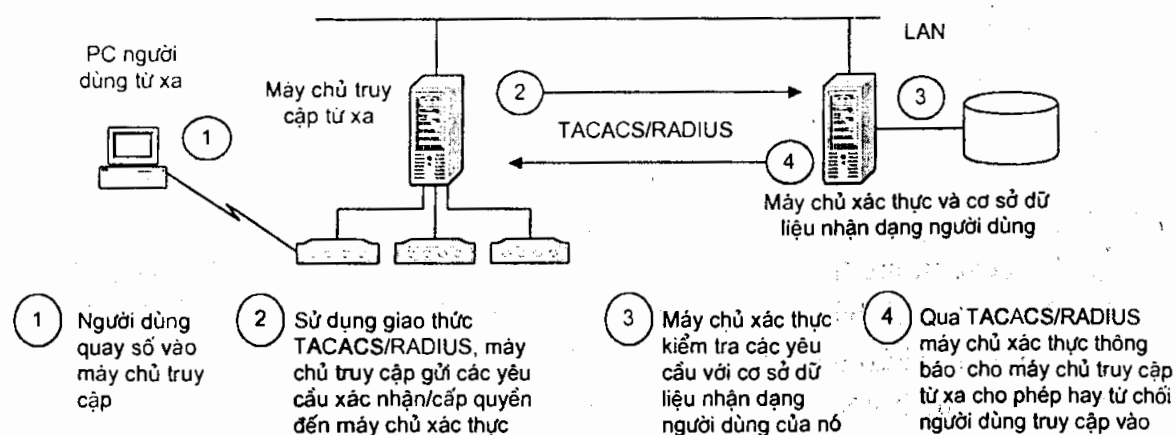 LAN
PC người
dùng từ xa
1
Máy chủ truy
cập từ xa
2
TACACS/RADIUS
3
4
Máy chủ xác thực và cơ sở dữ
liệu nhận dạng người dùng
1
Người dùng
quay số vào
máy chủ truy
cập
2
Sử dụng giao thức
TACACS/RADIUS, máy
chủ truy cập gửi các yêu
cầu xác nhận/cấp quyền
đến máy chủ xác thực
3
Máy chủ xác thực
kiểm tra các yêu
cầu với cơ sở dữ
liệu nhận dạng
người dùng của nó
4
Qua TACACS/RADIUS
máy chủ xác thực thông
báo cho máy chủ truy cập
từ xa cho phép hay từ chối
người dùng truy cập vào